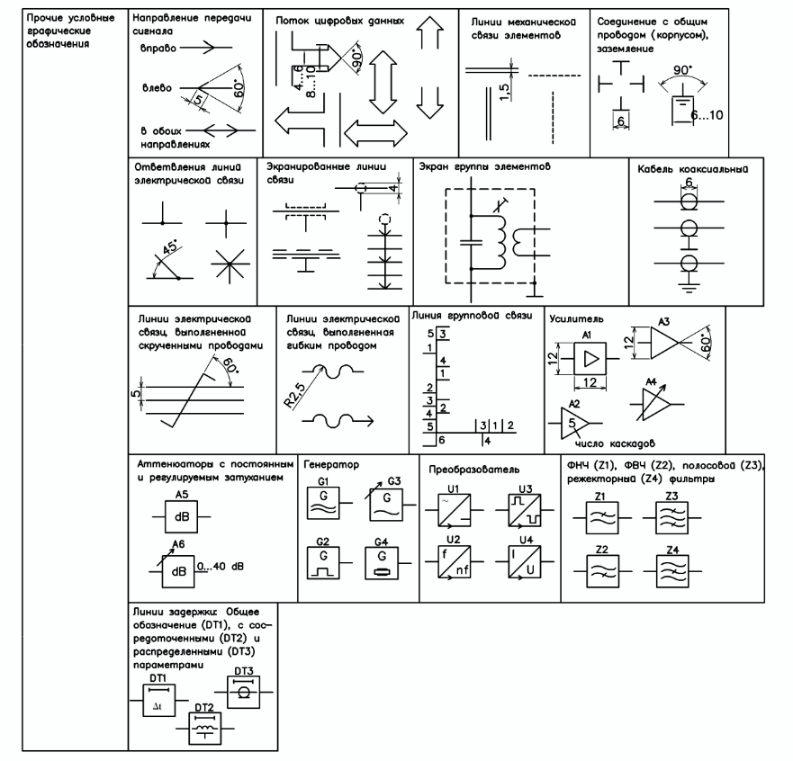 Прочие условные
графические
обозначения
Направление передачи
сигнала
вправо
влево
5
60°
в обоих
направлениях
Поток цифровых данных
4...6
8...10
90°
Линии механической
связи элементов
1,5
Соединение с общим
проводом (корпусом),
заземление
6
90°
6...10
Ответвления линий
электрической связи
45°
Экранированные линии
связи
4
Экран группы элементов
Кабель коаксиальный
6
Линии электрической
связи, выполгненной
скрученными проводами
5
60°
Линии электрической
связи, выполгненная
гибким проводом
R2,5
Линия групповой связи
5 3
1
4
1
2
3 2
4
5 3 1 2
6 4
Усилитель
A1
12
12
A3
12
60°
A2
5
A4
число каскадов
Аттенюаторы с постоянным
и регулируемым затуханием
A5
dB
A6
dB 0...40 dB
Генератор
G1 G3
G G
G2 G4
G G
Преобразователь
U1 U3
~
U2 U4
f I
nf U
ФНЧ (Z1), ФВЧ (Z2), полосовой (Z3),
режекторный (Z4) фильтры
Z1 Z3
Z2 Z4
Линии задержки: Общее
обозначение (DT1), с сос-
редоточенными (DT2) и
распределенными (DT3)
параметрами
DT1
Δt
DT2
DT3